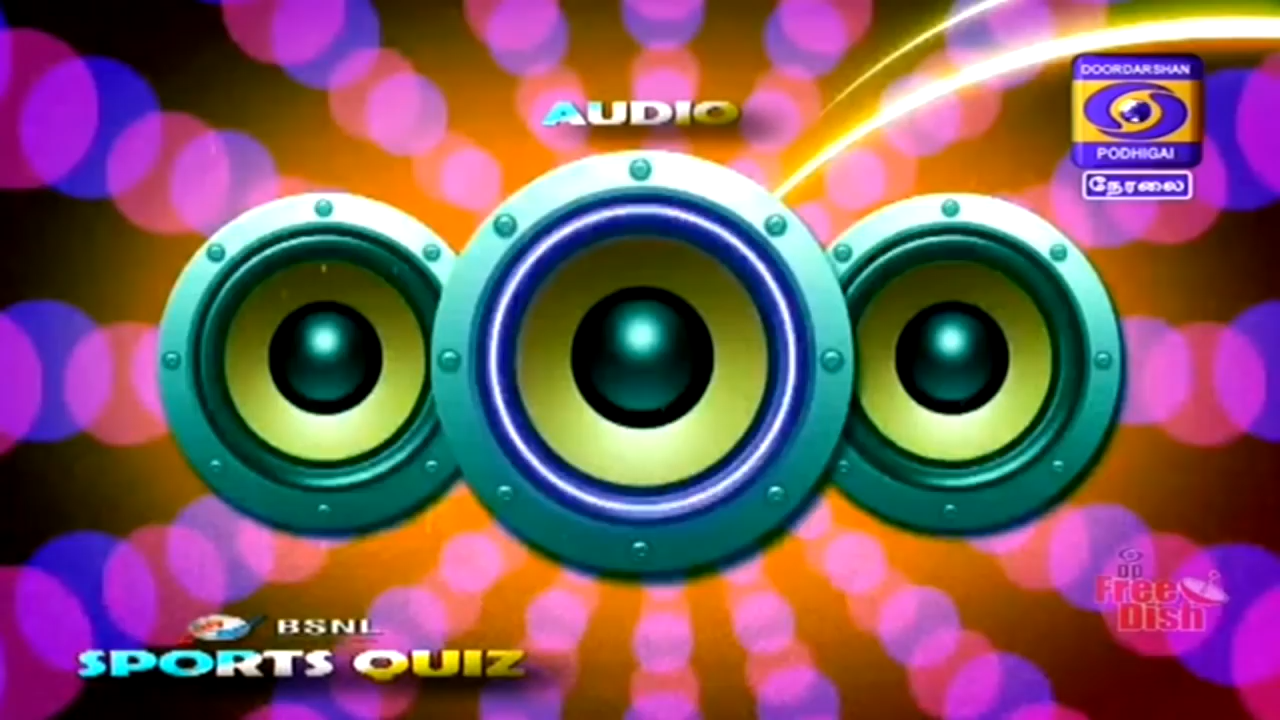 AUDIO
DOORDARSHAN
PODHIGAI
நேரலை
DD
Free
Dish
BSNL
SPORTS QUIZ